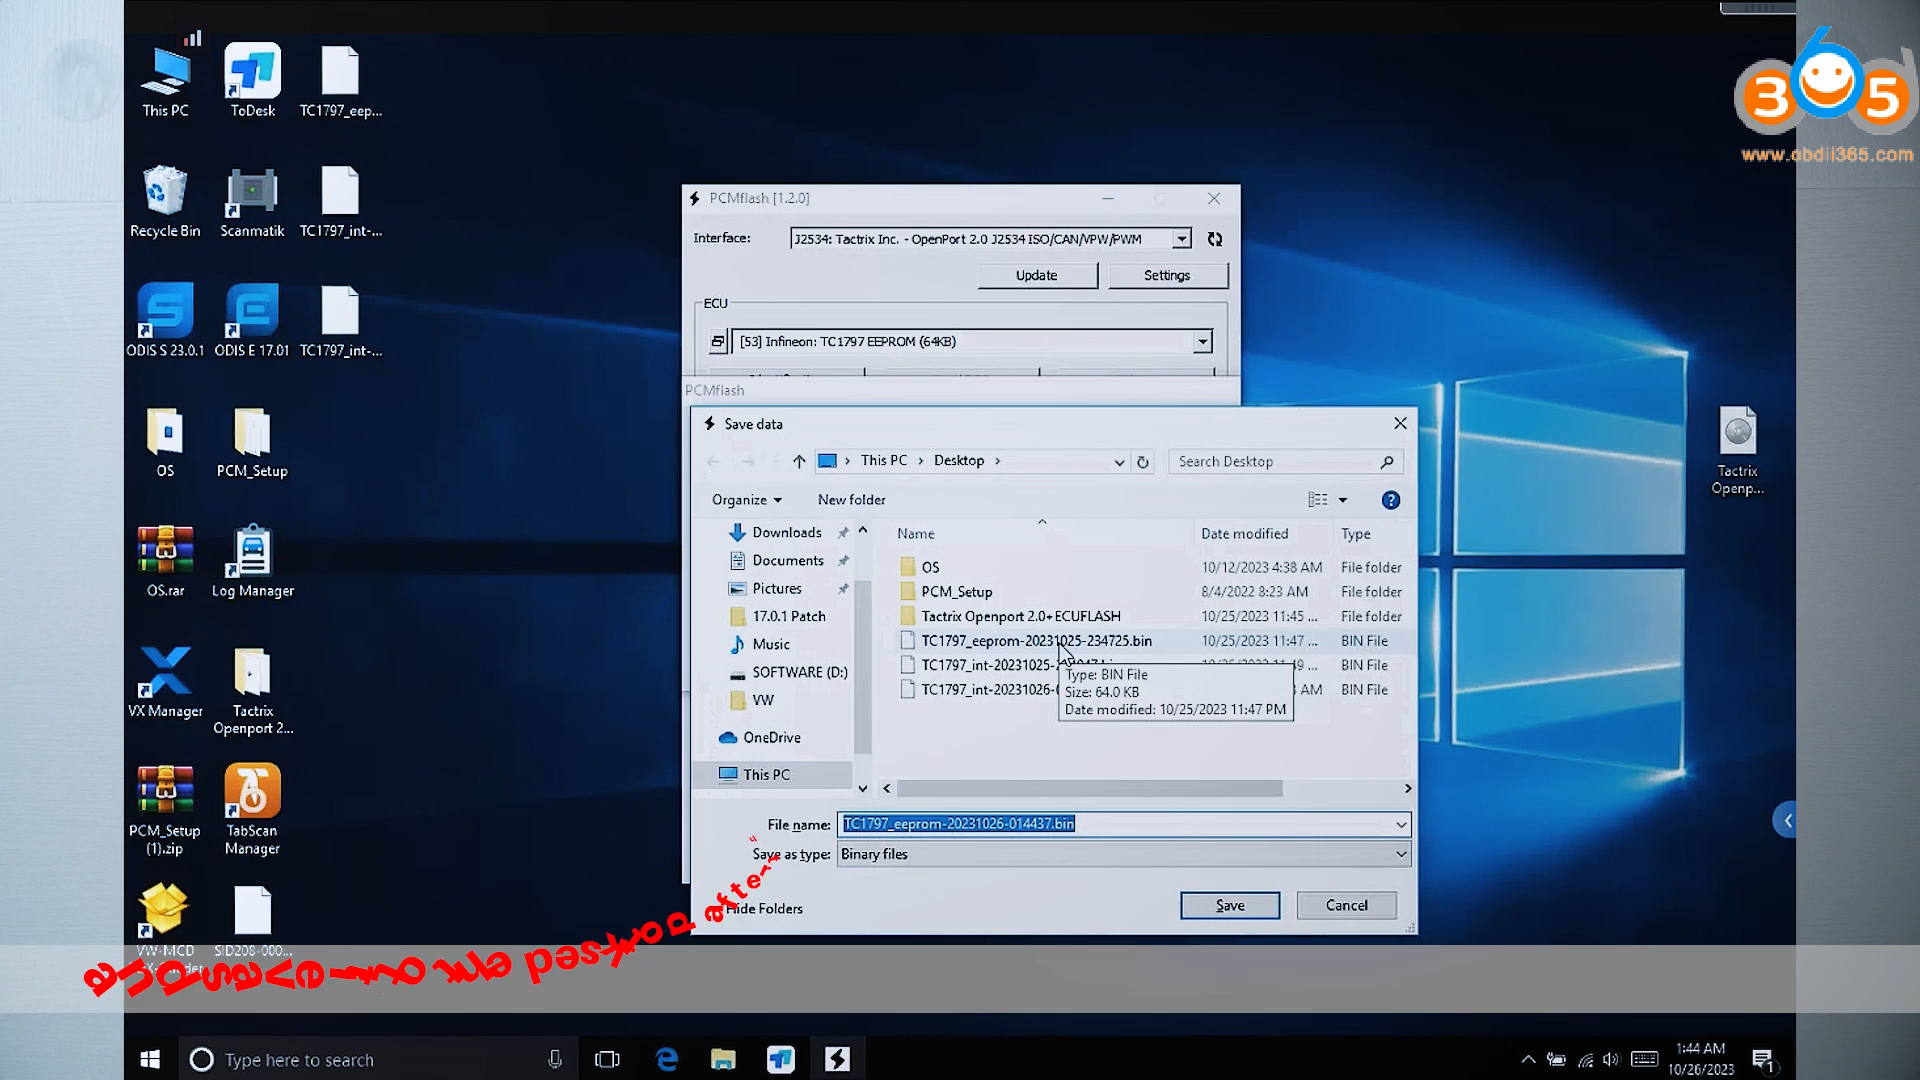 This PC
ToDesk
TC1797_eep...
Recycle Bin
Scanmatik
TC1797_int-...
ODIS S 23.0.1
ODIS E 17.01
TC1797_int-...
OS
PCM_Setup
OS.rar
Log Manager
VX Manager
Tactrix
Openport 2...
PCM_Setup
(1).zip
TabScan
Manager
VW-MCD
SID208-000...
365
www.obdii365.com
Tactrix
Openp...
PCMflash [1.2.0]
Interface:
J2534: Tactrix Inc. - OpenPort 2.0 J2534 ISO/CAN/VPW/PWM
Update
Settings
ECU
[53] Infineon: TC1797 EEPROM (64KB)
PCMflash
Save data
This PC > Desktop >
Search Desktop
Organize
New folder
Name
Date modified
Type
Downloads
Documents
Pictures
17.0.1 Patch
Music
SOFTWARE (D:)
VW
OneDrive
This PC
OS 10/12/2023 4:38 AM File folder
PCM_Setup 8/4/2022 8:23 AM File folder
Tactrix Openport 2.0+ECUFLASH 10/25/2023 11:45 ... File folder
TC1797_eeprom-20231025-234725.bin 10/25/2023 11:47 ... BIN File
TC1797_int-20231025- BIN File
TC1797_int-20231026- AM BIN File
Type: BIN File
Size: 64.0 KB
Date modified: 10/25/2023 11:47 PM
File name: TC1797_eeprom-20231026-014437.bin
Save as type: Binary files
Hide Folders
Save
Cancel
Type here to search
1:44 AM
10/26/2023
1